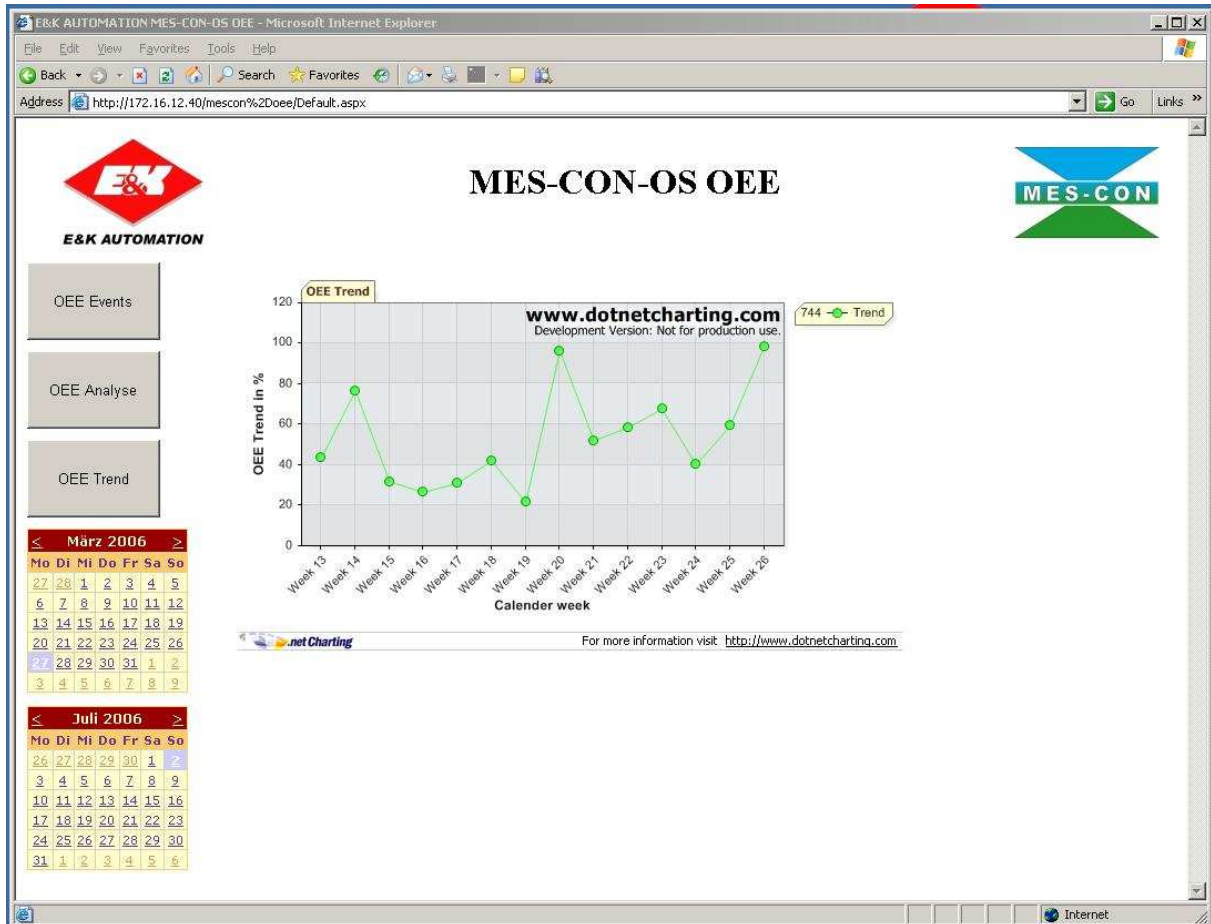 E&K AUTOMATION MES-CON-OS OEE - Microsoft Internet Explorer
File Edit View Favorites Tools Help
Back Search Favorites
Address http://172.16.12.40/mescon%2Doee/Default.aspx Go Links »
E&K
E&K AUTOMATION
MES-CON-OS OEE
MES-CON
OEE Events
OEE Analyse
OEE Trend
OEE Trend
www.dotnetcharting.com
Development Version: Not for production use.
744 Trend
OEE Trend in %
120
100
80
60
40
20
0
Week 13 Week 14 Week 15 Week 16 Week 17 Week 18 Week 19 Week 20 Week 21 Week 22 Week 23 Week 24 Week 25 Week 26
Calender week
.net Charting For more information visit http://www.dotnetcharting.com
< März 2006 >
Mo Di Mi Do Fr Sa So
27 28 1 2 3 4 5
6 7 8 9 10 11 12
13 14 15 16 17 18 19
20 21 22 23 24 25 26
27 28 29 30 31 1 2
3 4 5 6 7 8 9
< Juli 2006 >
Mo Di Mi Do Fr Sa So
26 27 28 29 30 1 2
3 4 5 6 7 8 9
10 11 12 13 14 15 16
17 18 19 20 21 22 23
24 25 26 27 28 29 30
31 1 2 3 4 5 6
Internet